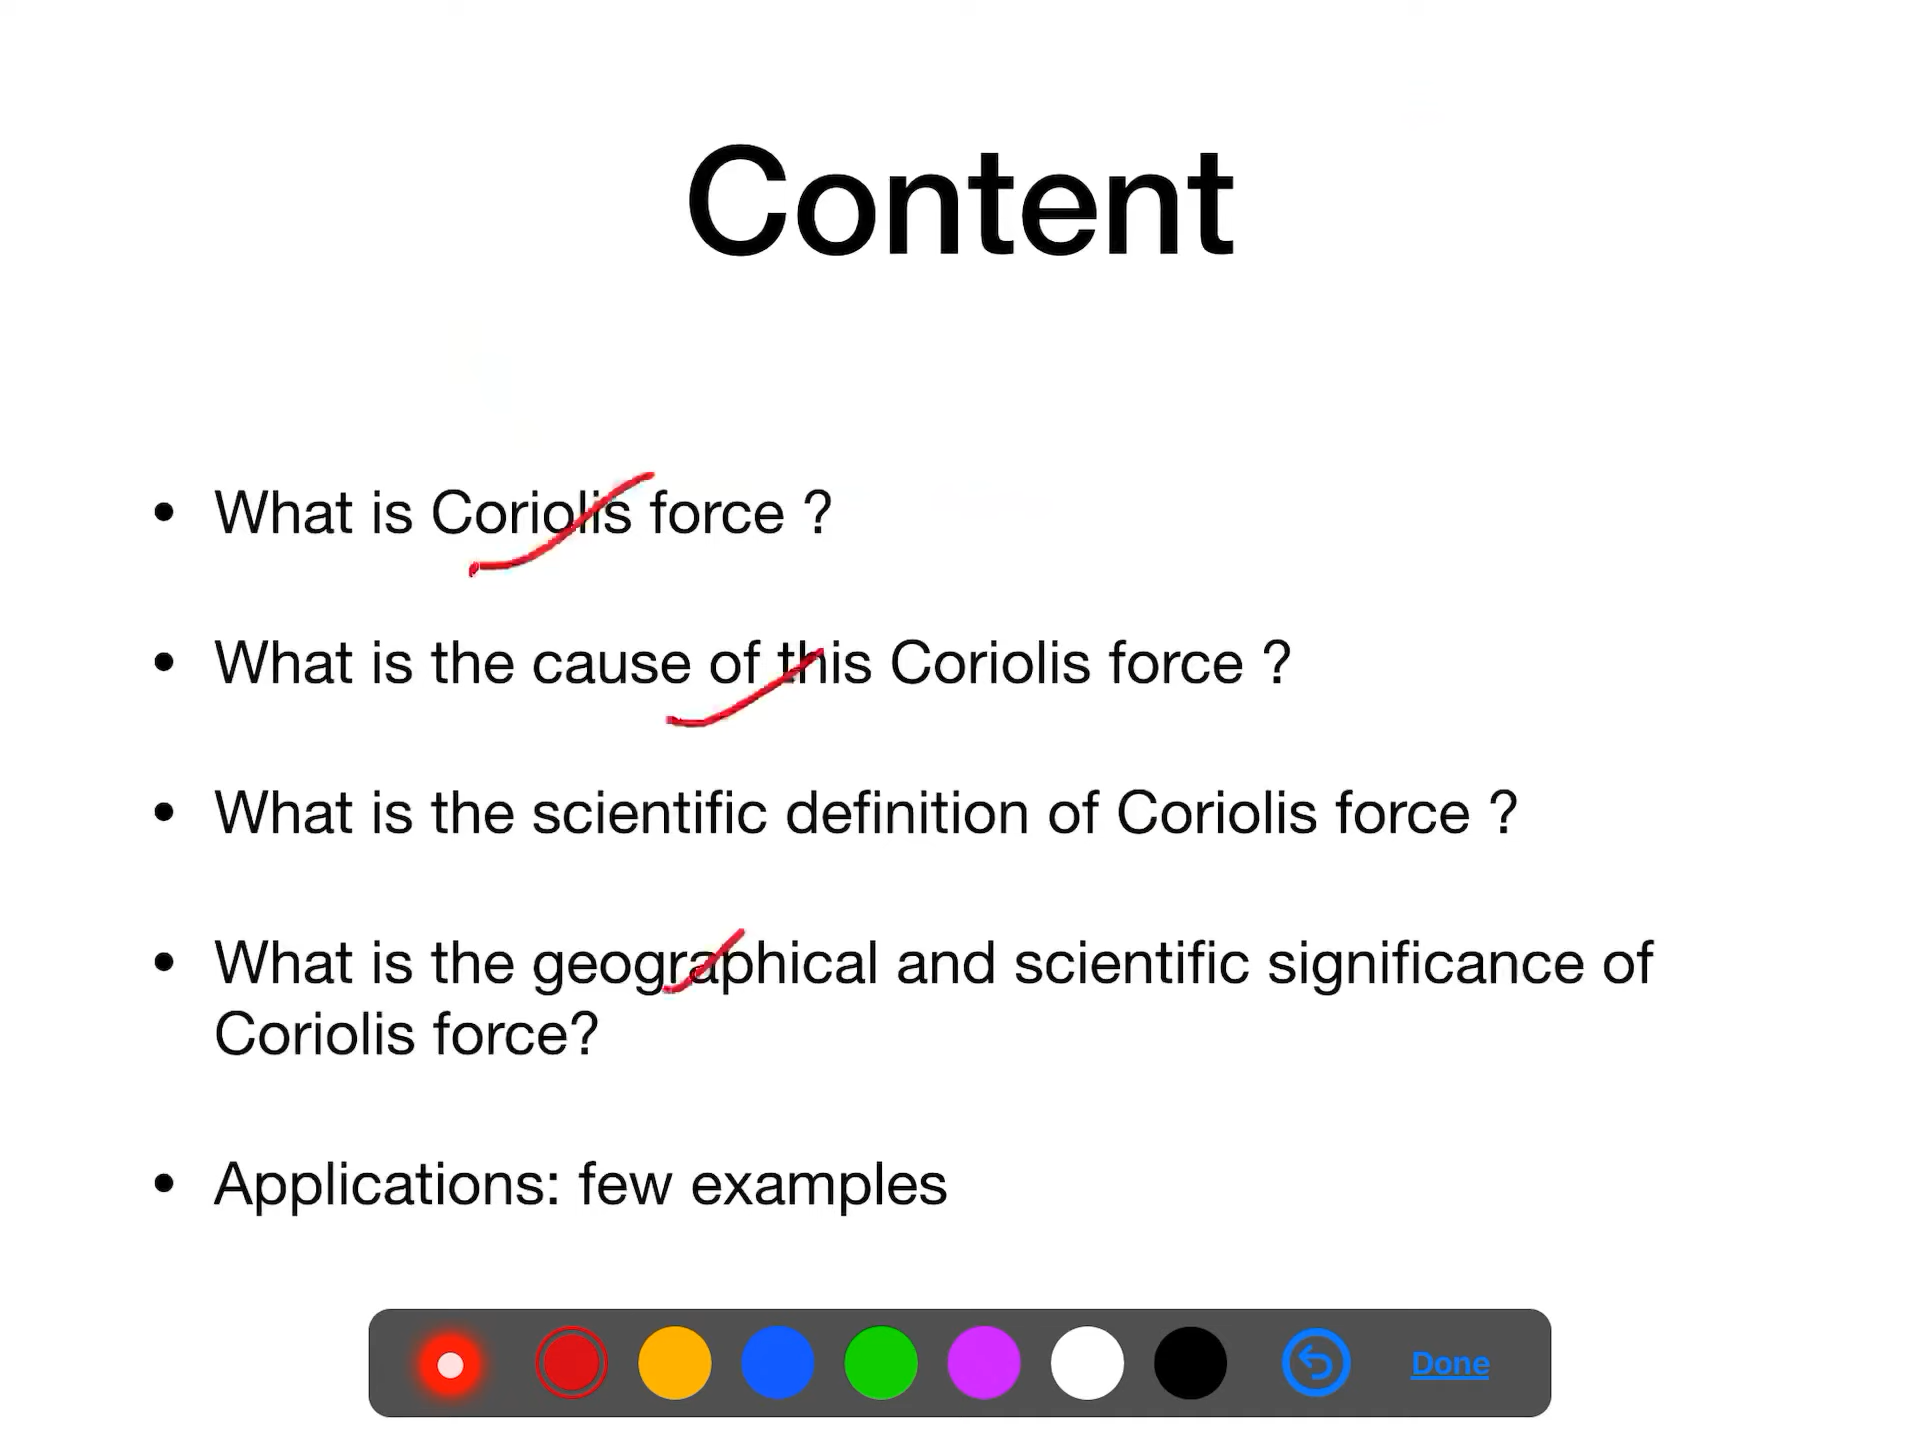 Content
• What is Coriolis force ?
• What is the cause of this Coriolis force ?
• What is the scientific definition of Coriolis force ?
• What is the geographical and scientific significance of
Coriolis force?
• Applications: few examples
Done